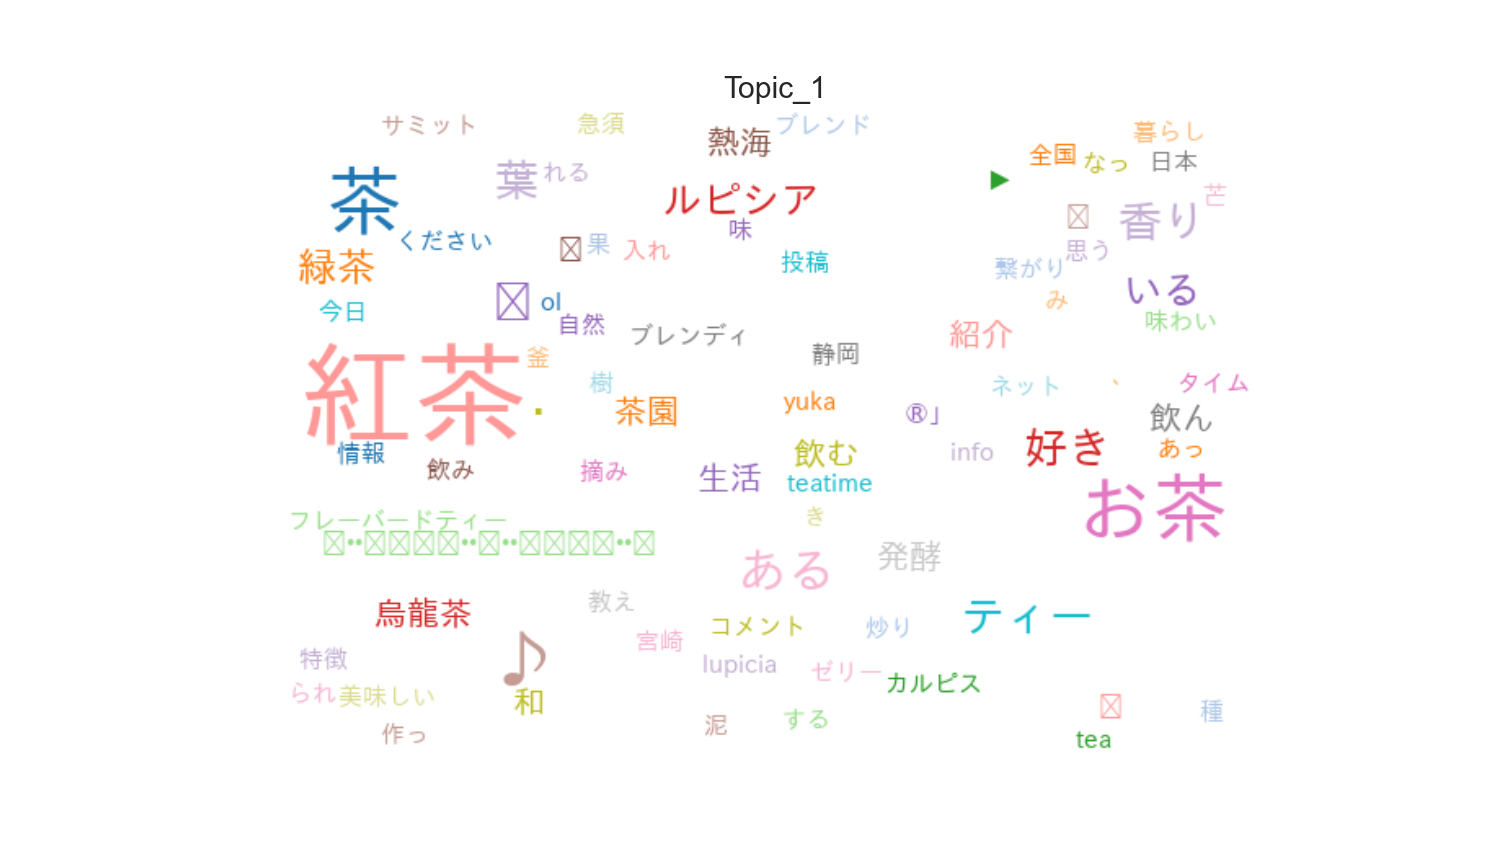 Topic_1
サミット
急須
熱海
ブレンド
暮らし
全国
なっ
日本
茶
葉
れる
▶
芒
ルピシア
香り
ください
味
果
入れ
思う
緑茶
投稿
繋がり
いる
今日
ol
自然
み
味わい
ブレンディ
静岡
紹介
紅茶
釜
樹
ネット
、
タイム
茶園
yuka
®」
飲ん
情報
飲み
摘み
飲む
info
好き
あっ
生活
teatime
お茶
フレーバードティー
き
ある
発酵
烏龍茶
教え
コメント
炒り
ティー
宮崎
特徴
♪
lupicia
ゼリー
カルピス
られ
美味しい
和
作っ
泥
する
tea
種